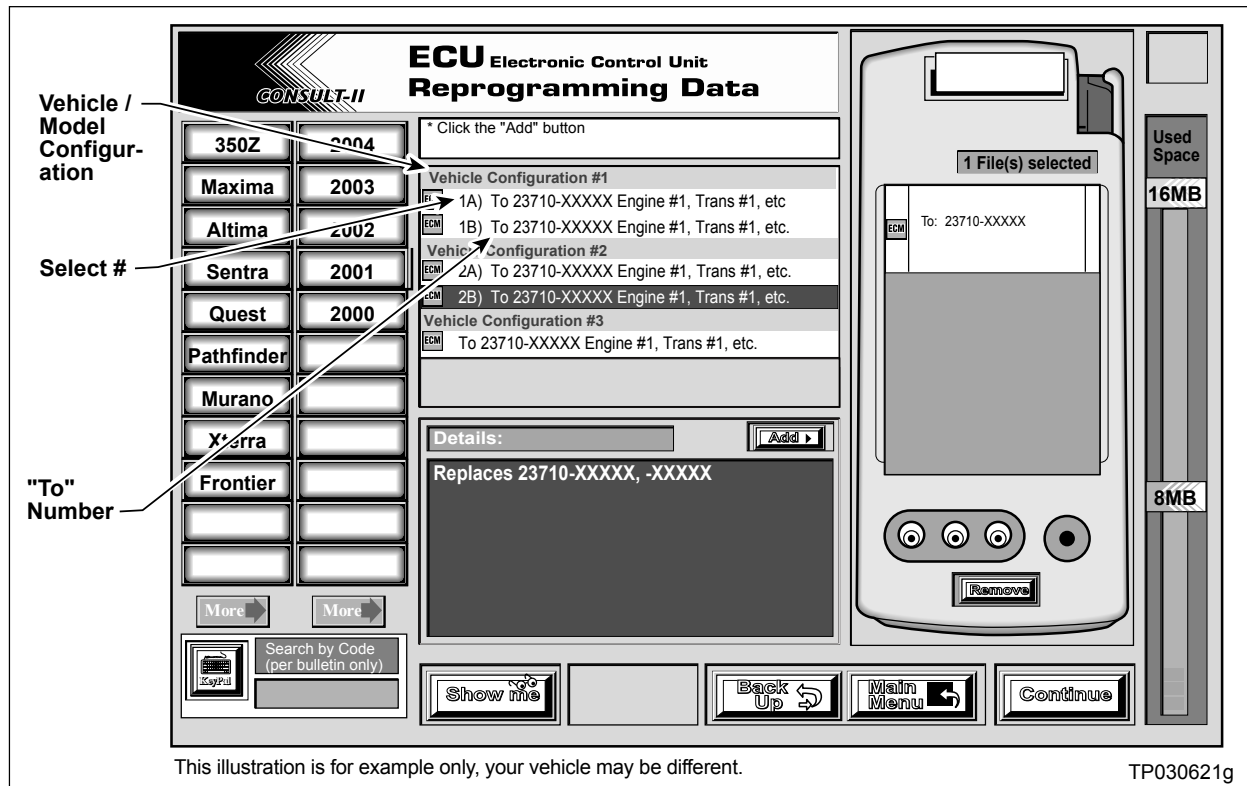 Vehicle /
Model
Configur-
ation
Select #
"To"
Number
CONSULT-II
ECU Electronic Control Unit
Reprogramming Data
* Click the "Add" button
350Z
Maxima
Altima
Sentra
Quest
Pathfinder
Murano
Xterra
Frontier
More
2004
2003
2002
2001
2000
More
KeyPad
Search by Code
(per bulletin only)
Vehicle Configuration #1
1A) To 23710-XXXXX Engine #1, Trans #1, etc
ECM 1B) To 23710-XXXXX Engine #1, Trans #1, etc.
Vehicle Configuration #2
ECM 2A) To 23710-XXXXX Engine #1, Trans #1, etc.
ECM 2B) To 23710-XXXXX Engine #1, Trans #1, etc.
Vehicle Configuration #3
ECM To 23710-XXXXX Engine #1, Trans #1, etc.
Details:
Add
Replaces 23710-XXXXX, -XXXXX
Show me
Back
Up
Main
Menu
Continue
1 File(s) selected
ECM To: 23710-XXXXX
Remove
Used
Space
16MB
8MB
This illustration is for example only, your vehicle may be different.
TP030621g